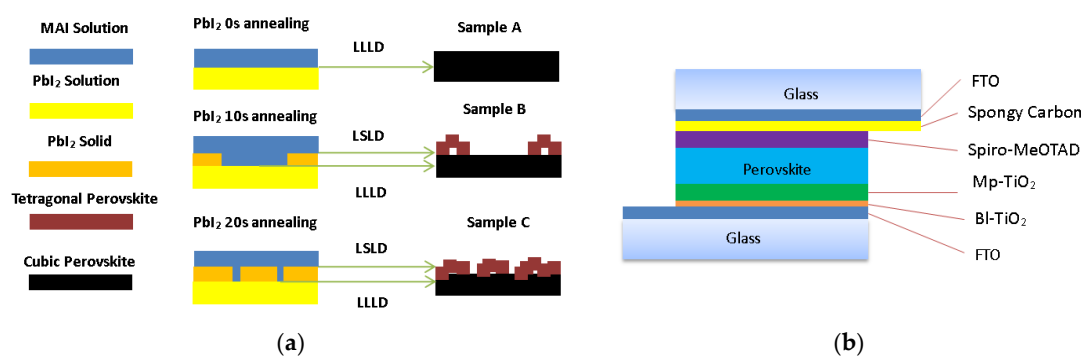 MAI Solution
PbI₂ Solution
PbI₂ Solid
Tetragonal Perovskite
Cubic Perovskite
PbI₂ 0s annealing
LLLD
Sample A
PbI₂ 10s annealing
LSLD
LLLD
Sample B
PbI₂ 20s annealing
LSLD
LLLD
Sample C
(a)
Glass
Perovskite
Glass
FTO
Spongy Carbon
Spiro-MeOTAD
Mp-TiO₂
Bl-TiO₂
FTO
(b)